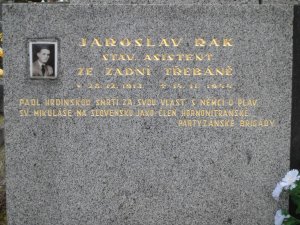 JAROSLAV RAK
STAV. ASISTENT
ZE ZADNÍ TŘEBÁNĚ
PADL HRDINSKOU SMRTÍ ZA SVOU VLAST S NĚMCI U PLAV.
SV. MIKULÁŠE NA SLOVENSKU JAKO ČLEN HORNONITRANSKÉ
PARTYZÁNSKÉ BRIGÁDY